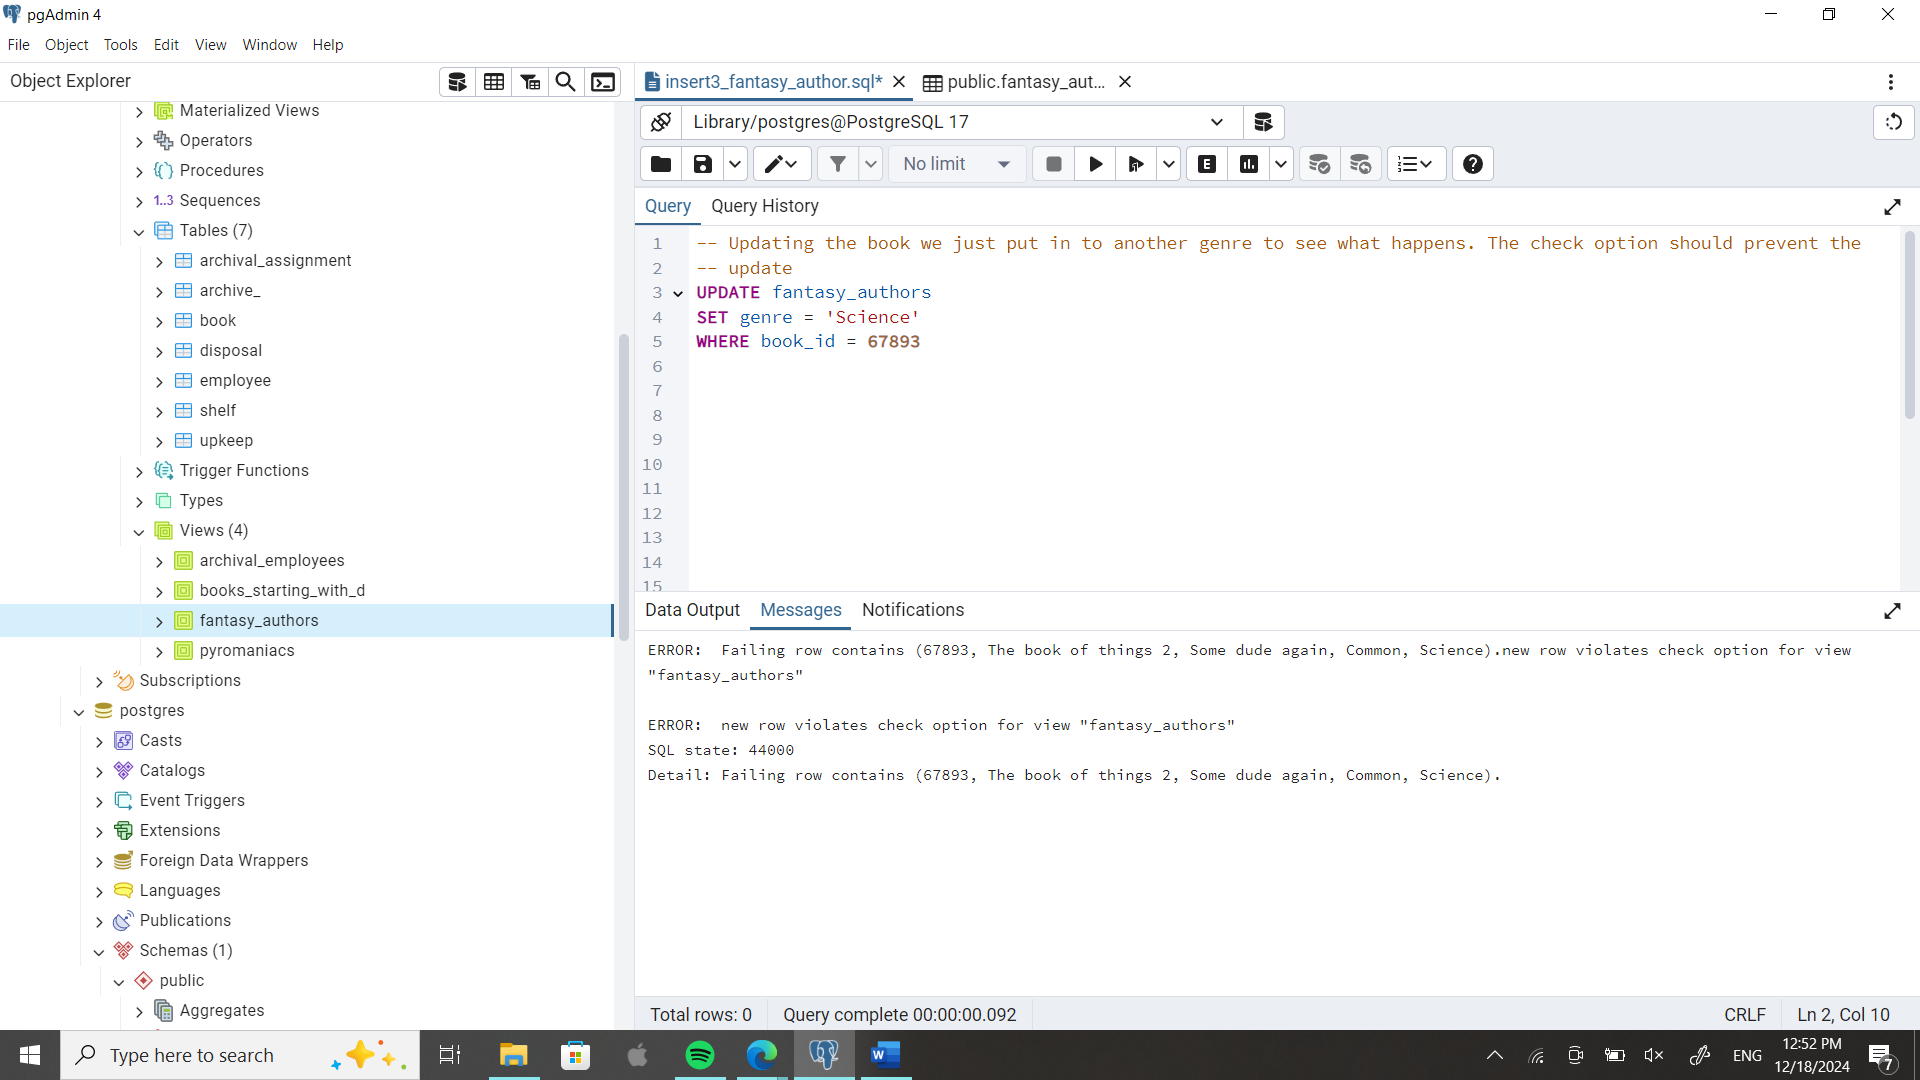 pgAdmin 4
File Object Tools Edit View Window Help
Object Explorer
Materialized Views
Operators
Procedures
1..3 Sequences
Tables (7)
archival_assignment
archive_
book
disposal
employee
shelf
upkeep
Trigger Functions
Types
Views (4)
archival_employees
books_starting_with_d
fantasy_authors
pyromaniacs
Subscriptions
postgres
Casts
Catalogs
Event Triggers
Extensions
Foreign Data Wrappers
Languages
Publications
Schemas (1)
public
Aggregates
insert3_fantasy_author.sql*
public.fantasy_aut...
Library/postgres@PostgreSQL 17
No limit
E
Query Query History
1 -- Updating the book we just put in to another genre to see what happens. The check option should prevent the
2 -- update
3 UPDATE fantasy_authors
4 SET genre = 'Science'
5 WHERE book_id = 67893
6
7
8
9
10
11
12
13
14
15
Data Output Messages Notifications
ERROR:  Failing row contains (67893, The book of things 2, Some dude again, Common, Science).new row violates check option for view
"fantasy_authors"
ERROR:  new row violates check option for view "fantasy_authors"
SQL state: 44000
Detail: Failing row contains (67893, The book of things 2, Some dude again, Common, Science).
Total rows: 0 Query complete 00:00:00.092 CRLF Ln 2, Col 10
Type here to search
W
ENG
12:52 PM
12/18/2024
7